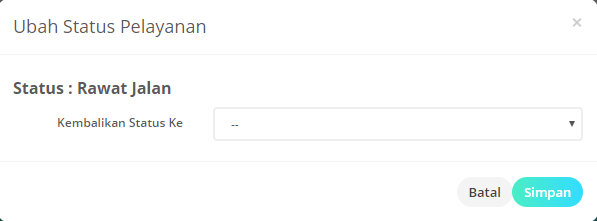 Ubah Status Pelayanan
×
Status : Rawat Jalan
Kembalikan Status Ke
--
Batal
Simpan